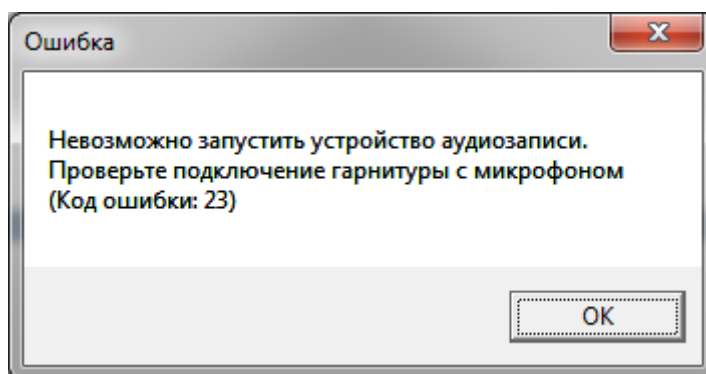 Ошибка
Невозможно запустить устройство аудиозаписи.
Проверьте подключение гарнитуры с микрофоном
(Код ошибки: 23)
OK